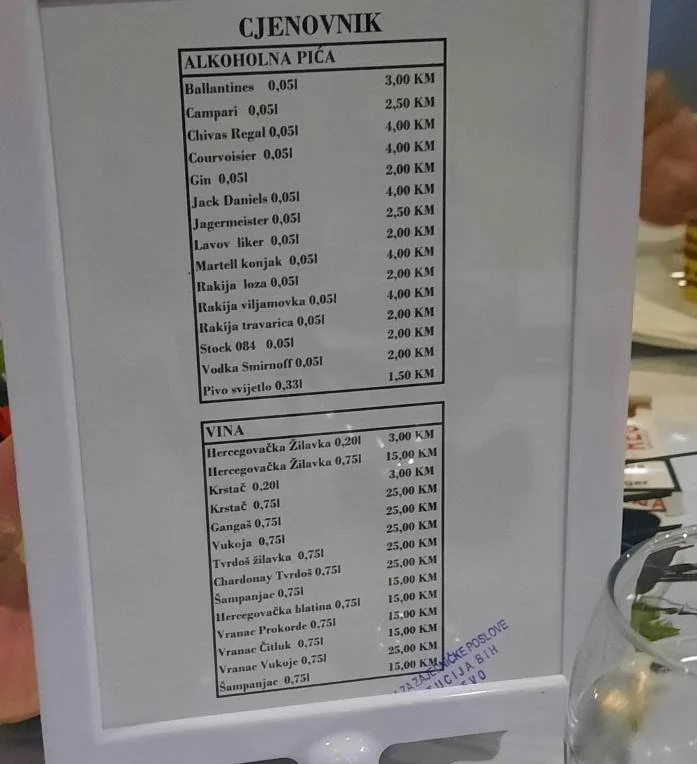 CJENOVNIK
ALKOHOLNA PIĆA
Ballantines 0,05l 3,00 KM
Campari 0,05l 2,50 KM
Chivas Regal 0,05l 4,00 KM
Courvoisier 0,05l 4,00 KM
Gin 0,05l 2,00 KM
Jack Daniels 0,05l 4,00 KM
Jagermeister 0,05l 2,50 KM
Lavov liker 0,05l 2,00 KM
Martell konjak 0,05l 4,00 KM
Rakija loza 0,05l 2,00 KM
Rakija viljamovka 0,05l 4,00 KM
Rakija travarica 0,05l 2,00 KM
Stock 084 0,05l 2,00 KM
Vodka Smirnoff 0,05l 2,00 KM
Pivo svijetlo 0,33l 1,50 KM
VINA
Hercegovačka Žilavka 0,20l 3,00 KM
Hercegovačka Žilavka 0,75l 15,00 KM
Krstač 0,20l 3,00 KM
Krstač 0,75l 25,00 KM
Gangaš 0,75l 25,00 KM
Vukoja 0,75l 25,00 KM
Tvrdoš žilavka 0,75l 25,00 KM
Chardonay Tvrdoš 0,75l 25,00 KM
Šampanjac 0,75l 15,00 KM
Hercegovačka blatina 0,75l 15,00 KM
Vranac Prokorde 0,75l 15,00 KM
Vranac Čitluk 0,75l 15,00 KM
Vranac Vukoje 0,75l 25,00 KM
Šampanjac 0,75l 15,00 KM
ZA ZAJEDNIČKE POSLOVE
UCIJA BIH
EVO